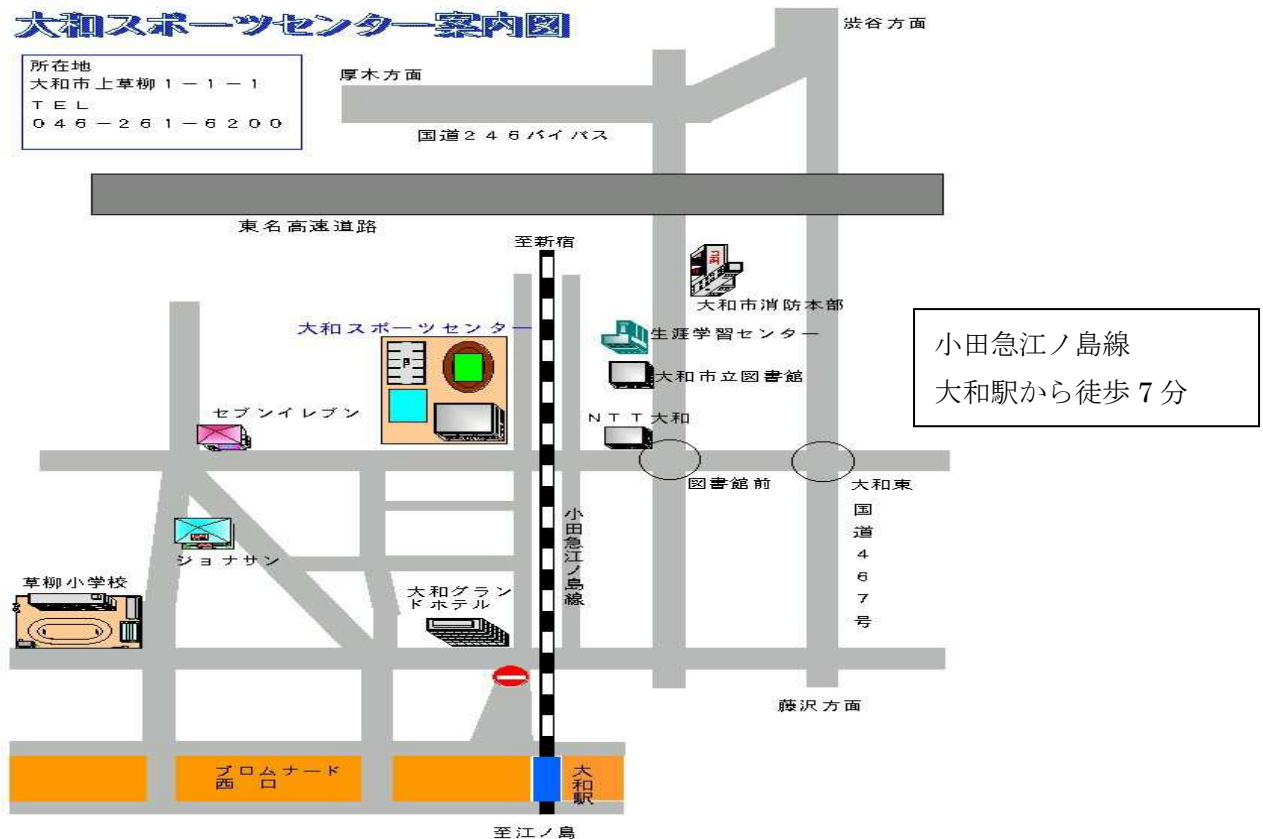 大和スポーツセンター案内図
渋谷方面
所在地
大和市上草柳１－１－１
ＴＥＬ
０４６－２６１－６２００
厚木方面
国道２４６バイパス
東名高速道路
至新宿
大和市消防本部
大和スポーツセンター
生涯学習センター
小田急江ノ島線
大和駅から徒歩 7 分
P
大和市立図書館
セブンイレブン
ＮＴＴ大和
図書館前
大和東
国道４６７号
小田急江ノ島線
ジョナサン
草柳小学校
大和グラン
ドホテル
藤沢方面
プロムナード
西口
大和駅
至江ノ島